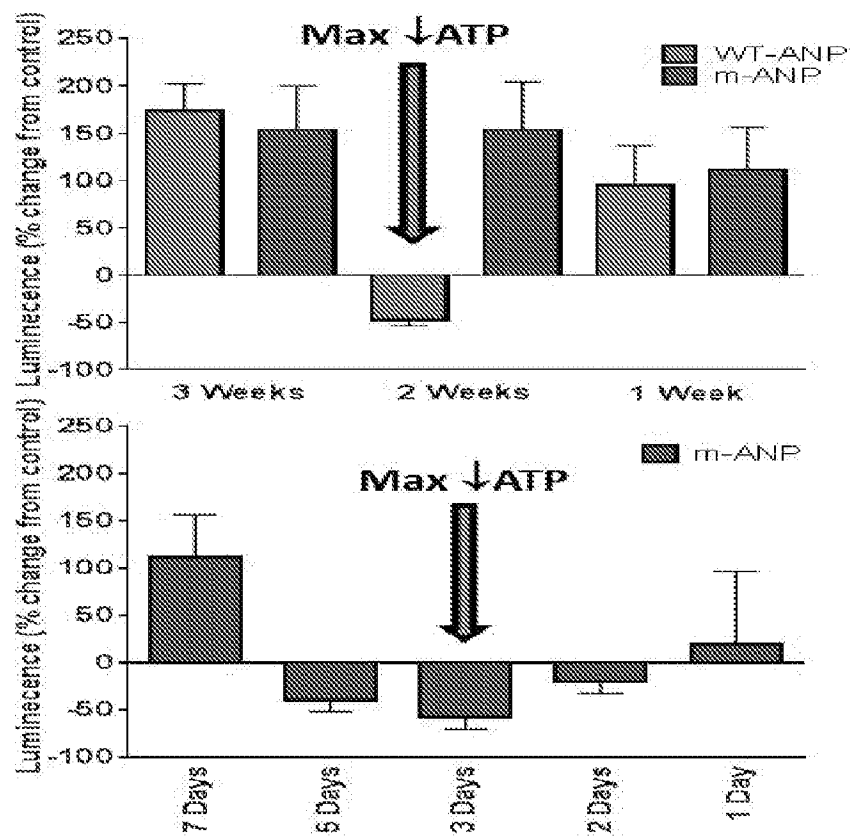 Max ↓ATP
WT-ANP
m-ANP
Luminecence (% change from control)
250
200
150
100
50
0
-50
-100
3 Weeks
2 Weeks
1 Week
m-ANP
Max ↓ATP
Luminecence (% change from control)
250
200
150
100
50
0
-50
-100
7 Days
6 Days
3 Days
2 Days
1 Day